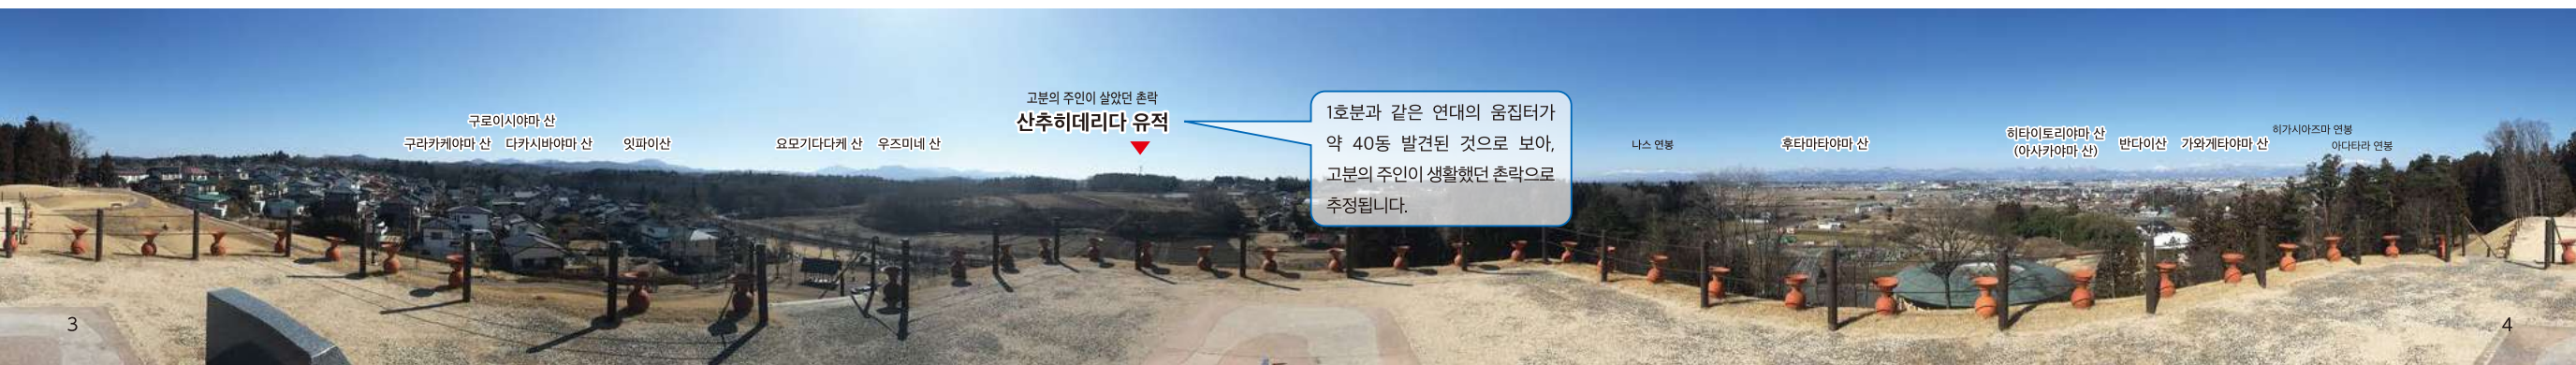 구로이시야마 산
구라카케야마 산
다카시바야마 산
잇파이산
요모기다다케 산
우즈미네 산
고분의 주인이 살았던 촌락
산추히데리다 유적
1호분과 같은 연대의 움집터가
약 40동 발견된 것으로 보아,
고분의 주인이 생활했던 촌락으로
추정됩니다.
나스 연봉
후타마타야마 산
히타이토리야마 산
(아사카야마 산)
반다이산
가와게타야마 산
히가시아즈마 연봉
아다타라 연봉
3
4